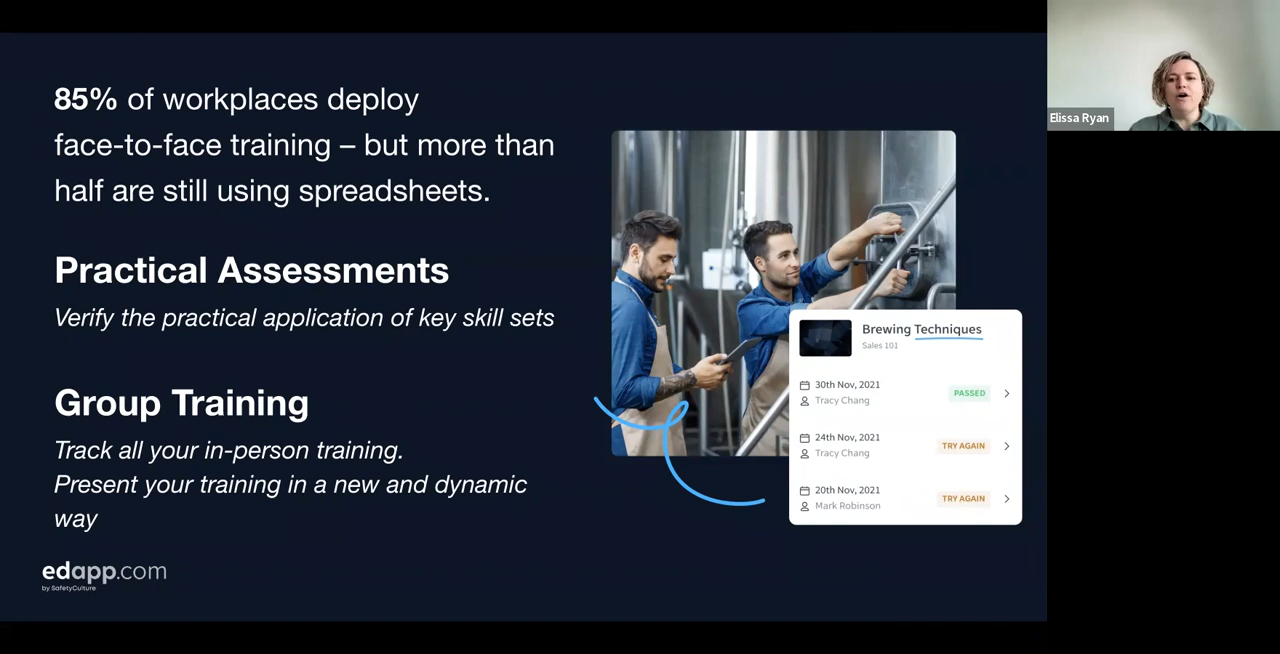 85% of workplaces deploy
face-to-face training – but more than
half are still using spreadsheets.
Practical Assessments
Verify the practical application of key skill sets
Group Training
Track all your in-person training.
Present your training in a new and dynamic
way
edapp.com
by SafetyCulture
Brewing Techniques
Sales 101
30th Nov, 2021
PASSED
Tracy Chang
24th Nov, 2021
TRY AGAIN
Tracy Chang
20th Nov, 2021
TRY AGAIN
Mark Robinson
Elissa Ryan